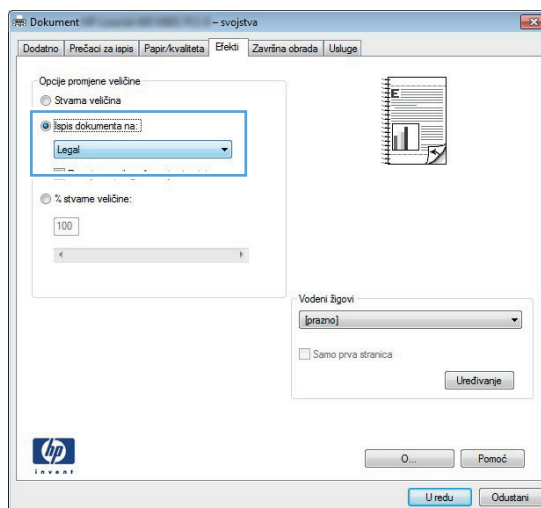 Dokument – svojstva
Dodatno Prečaci za ispis Papir/kvaliteta Efekti Završna obrada Usluge
Opcije promjene veličine
Stvarna veličina
Ispis dokumenta na:
Legal
% stvarne veličine:
100
E
Vodeni žigovi
[prazno]
Samo prva stranica
Uređivanje
hp
invent
O... Pomoć
U redu Odustani